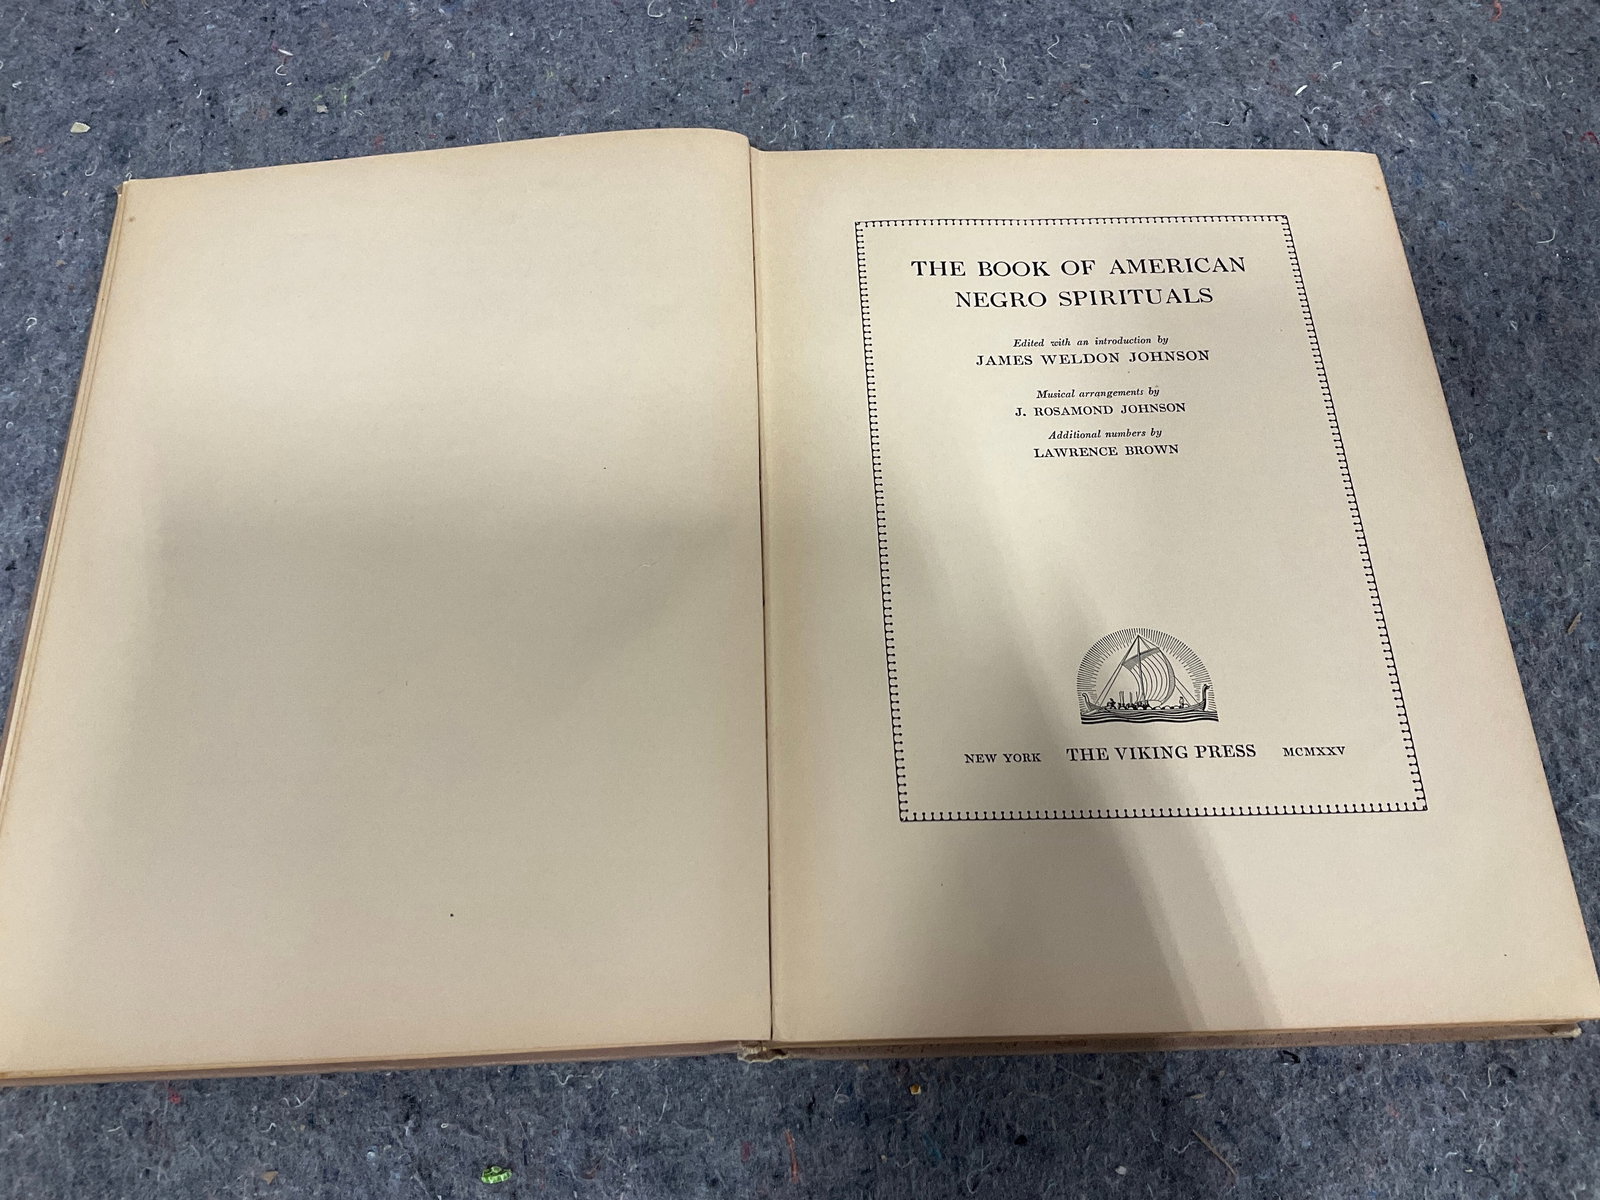 THE BOOK OF AMERICAN
NEGRO SPIRITUALS
Edited with an introduction by
JAMES WELDON JOHNSON
Musical arrangements by
J. ROSAMOND JOHNSON
Additional numbers by
LAWRENCE BROWN
NEW YORK THE VIKING PRESS MCMXXV